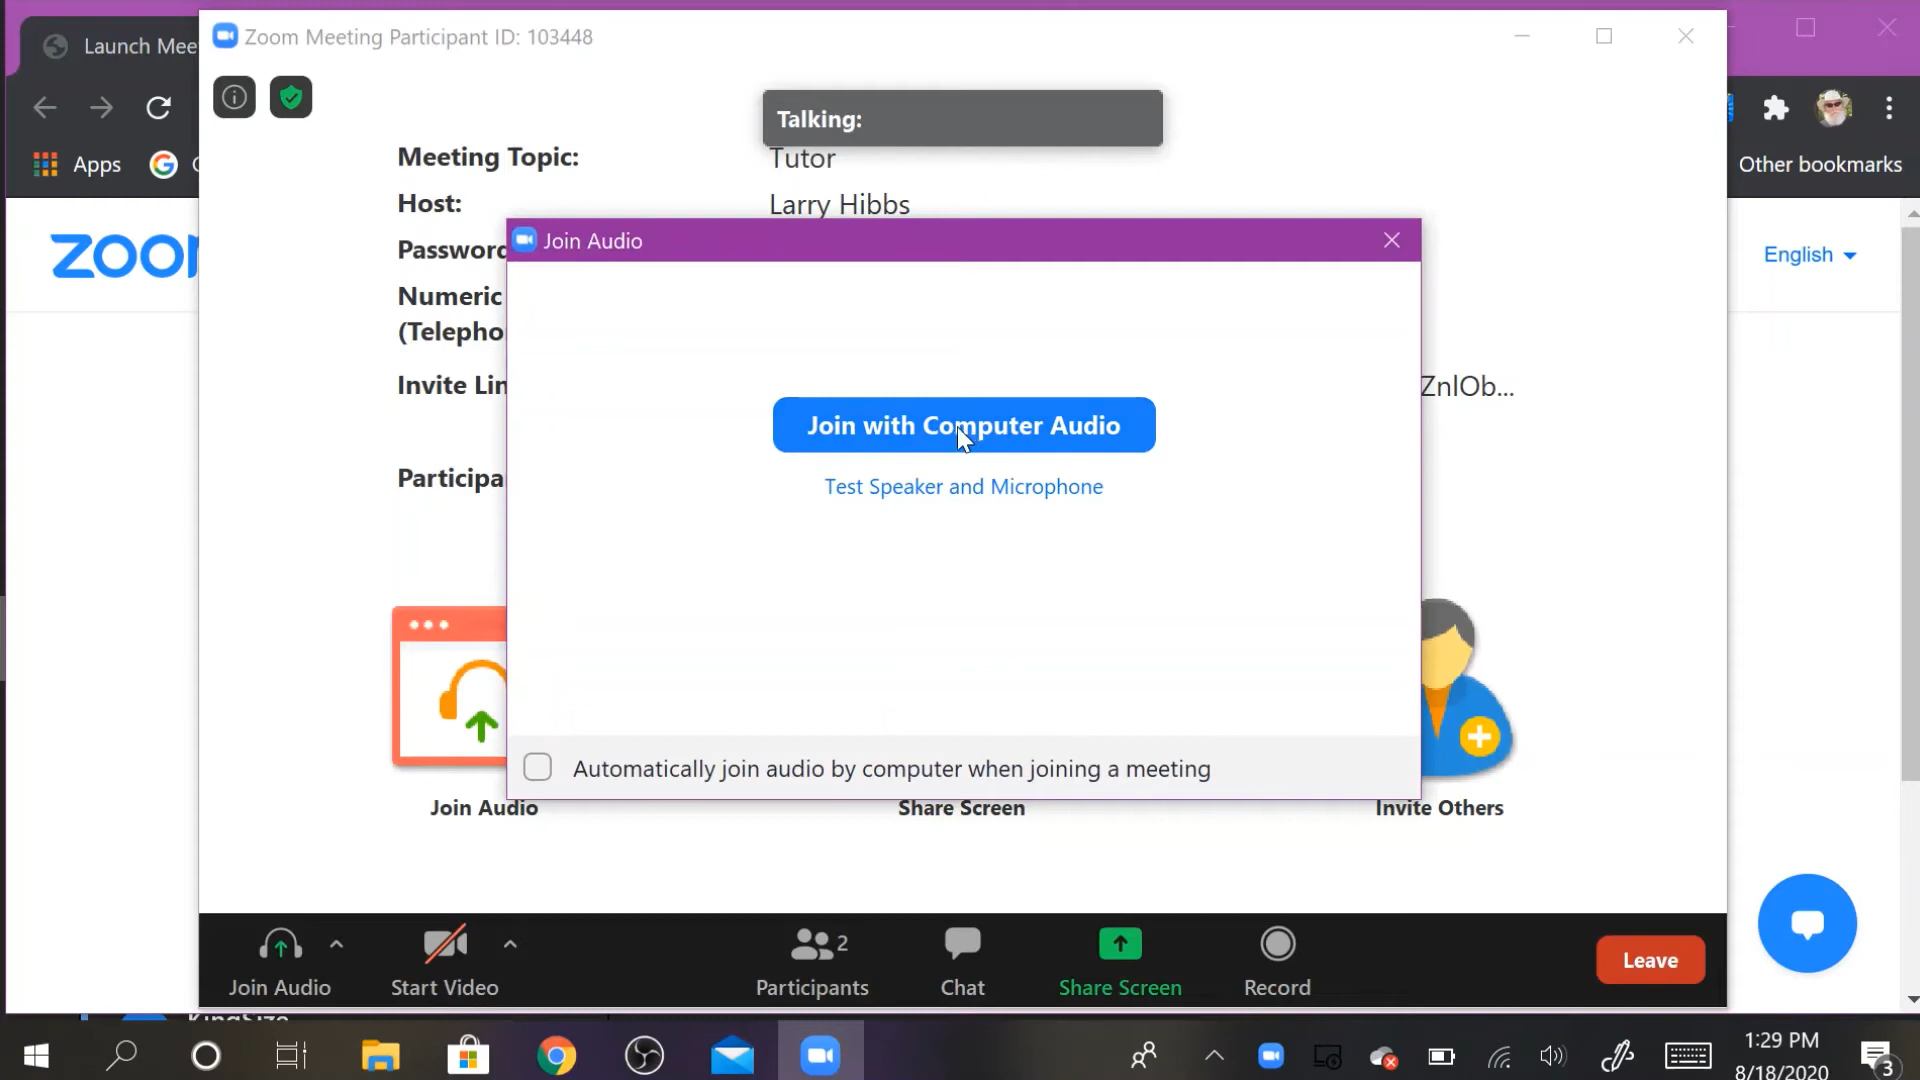 Launch Mee
Zoom Meeting Participant ID: 103448
Talking:
Apps
Other bookmarks
Meeting Topic:
Tutor
Host:
Larry Hibbs
Password
Join Audio
zoom
English
Numeric
(Telepho
Invite Lin
ZnlOb...
Join with Computer Audio
Test Speaker and Microphone
Participa
Automatically join audio by computer when joining a meeting
Join Audio
Share Screen
Invite Others
2
Join Audio
Start Video
Participants
Chat
Share Screen
Record
Leave
KingSize
1:29 PM
8/18/2020
3